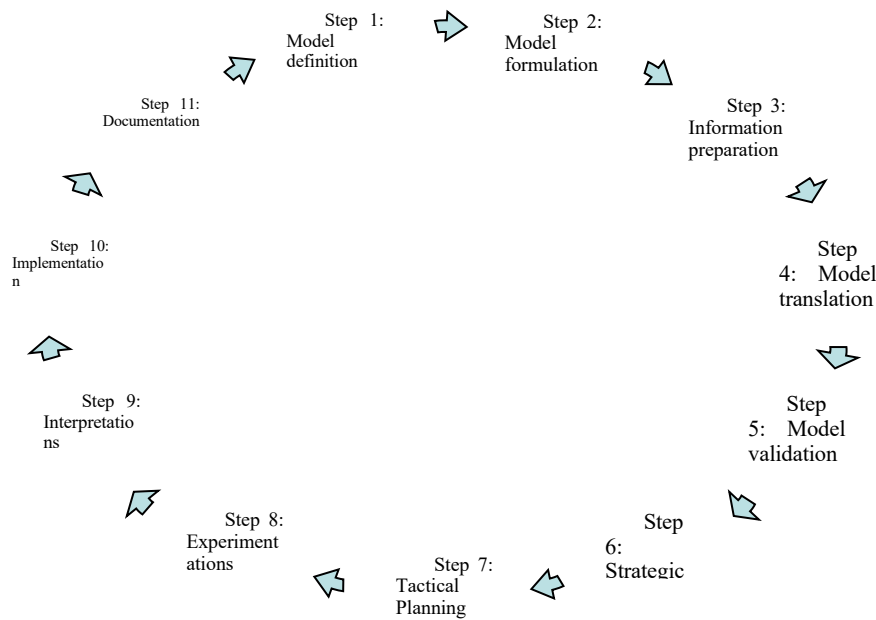 Step 1:
Model
definition
Step 2:
Model
formulation
Step 3:
Information
preparation
Step
4: Model
translation
Step
5: Model
validation
Step
6:
Strategic
Step 7:
Tactical
Planning
Step 8:
Experiment
ations
Step 9:
Interpretatio
ns
Step 10:
Implementatio
n
Step 11:
Documentation